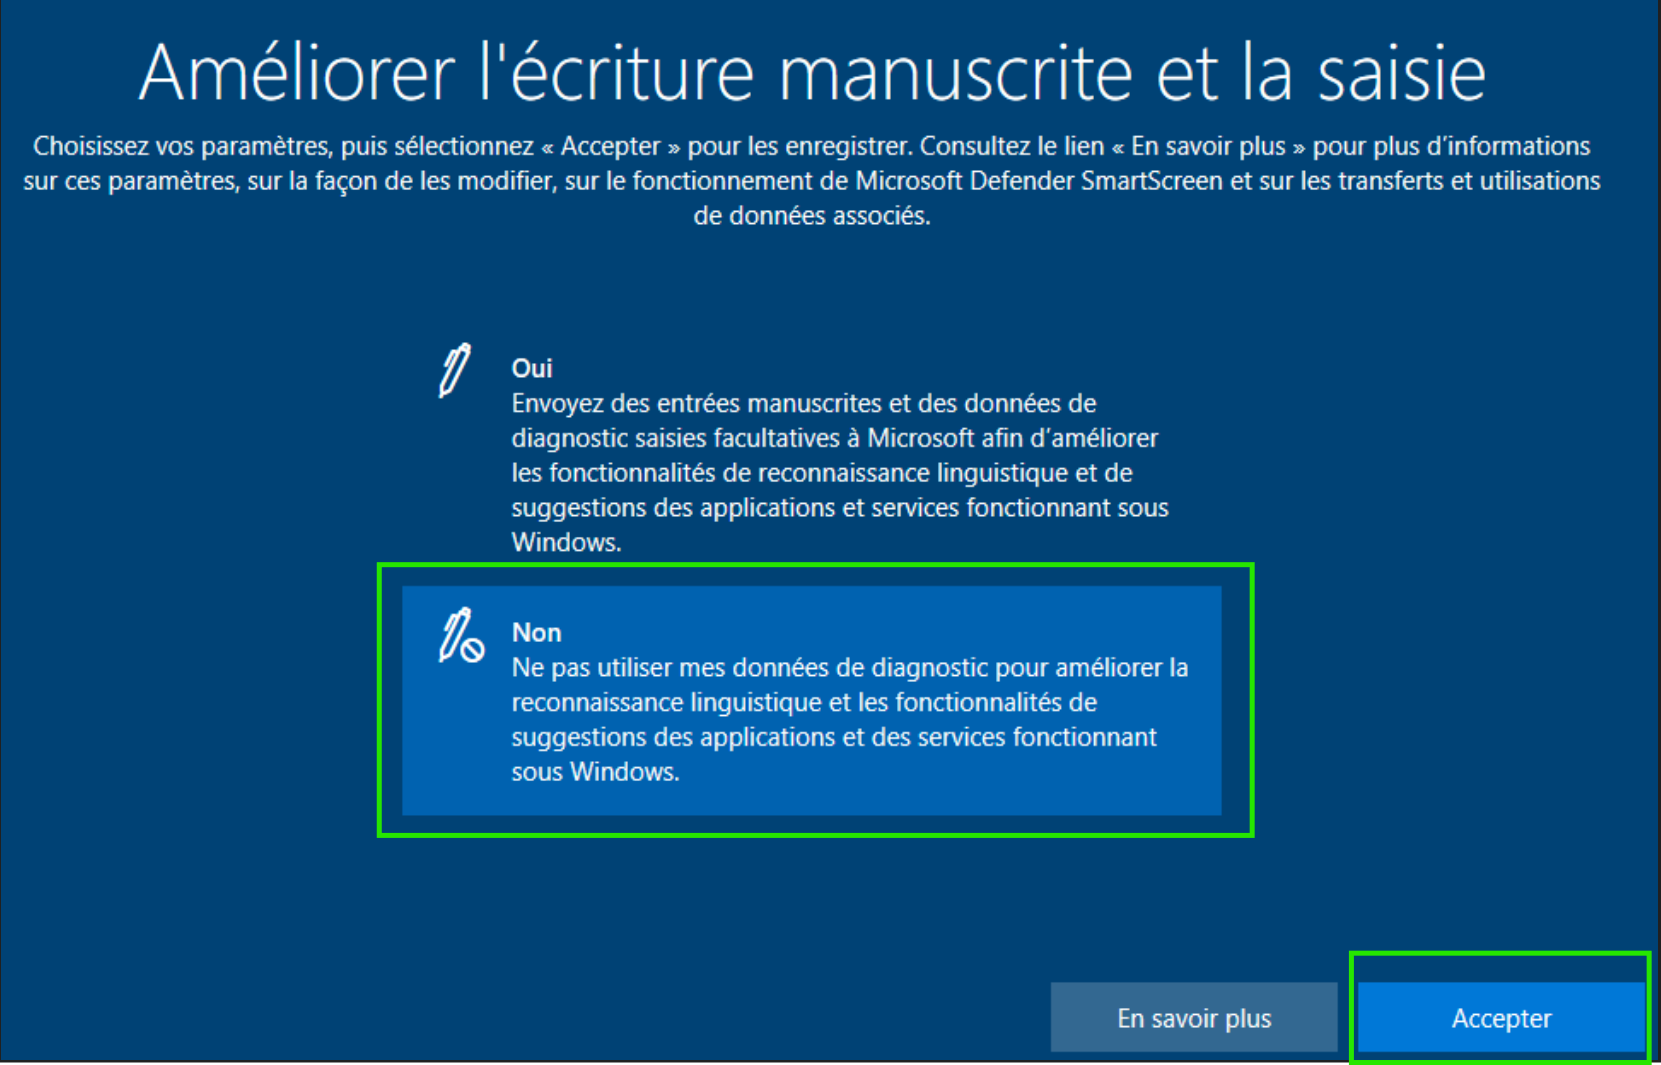 Améliorer l'écriture manuscrite et la saisie
Choisissez vos paramètres, puis sélectionnez « Accepter » pour les enregistrer. Consultez le lien « En savoir plus » pour plus d’informations
sur ces paramètres, sur la façon de les modifier, sur le fonctionnement de Microsoft Defender SmartScreen et sur les transferts et utilisations
de données associés.
Oui
Envoyez des entrées manuscrites et des données de
diagnostic saisies facultatives à Microsoft afin d’améliorer
les fonctionnalités de reconnaissance linguistique et de
suggestions des applications et services fonctionnant sous
Windows.
Non
Ne pas utiliser mes données de diagnostic pour améliorer la
reconnaissance linguistique et les fonctionnalités de
suggestions des applications et des services fonctionnant
sous Windows.
En savoir plus
Accepter